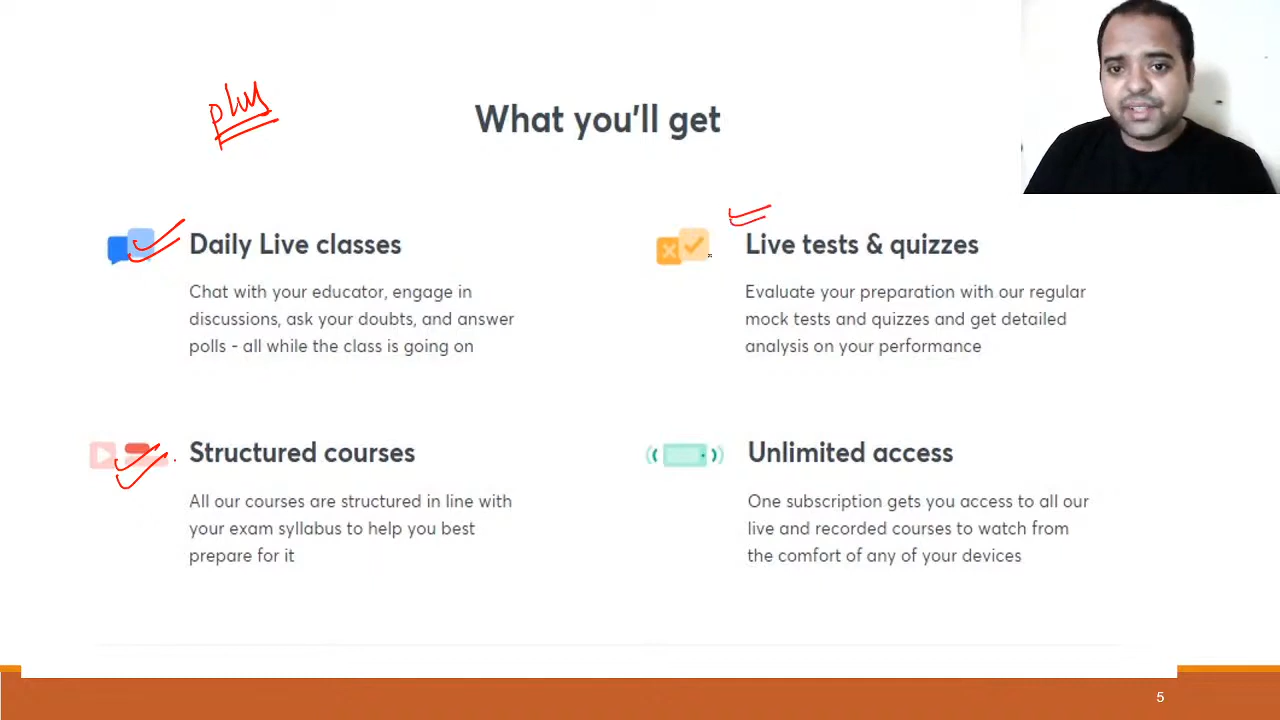 plus
What you'll get
Daily Live classes
Chat with your educator, engage in
discussions, ask your doubts, and answer
polls - all while the class is going on
Live tests & quizzes
Evaluate your preparation with our regular
mock tests and quizzes and get detailed
analysis on your performance
Structured courses
All our courses are structured in line with
your exam syllabus to help you best
prepare for it
Unlimited access
One subscription gets you access to all our
live and recorded courses to watch from
the comfort of any of your devices
5